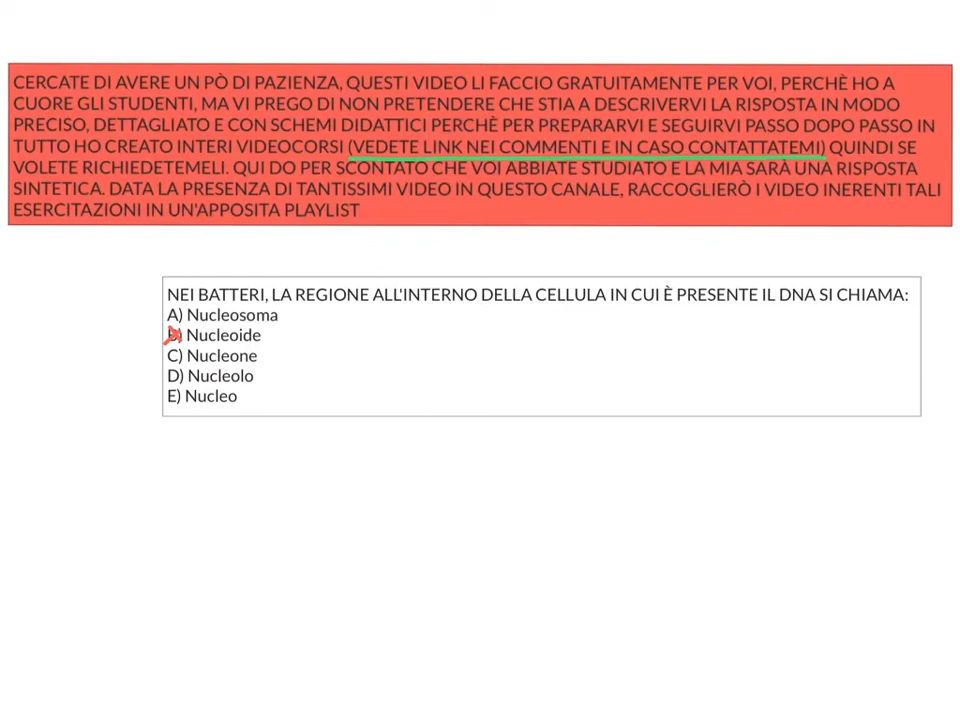 CERCATE DI AVERE UN PÒ DI PAZIENZA, QUESTI VIDEO LI FACCIO GRATUITAMENTE PER VOI, PERCHÈ HO A
CUORE GLI STUDENTI, MA VI PREGO DI NON PRETENDERE CHE STIA A DESCRIVERVI LA RISPOSTA IN MODO
PRECISO, DETTAGLIATO E CON SCHEMI DIDATTICI PERCHÈ PER PREPARARVI E SEGUIRVI PASSO DOPO PASSO IN
TUTTO HO CREATO INTERI VIDEOCORSI (VEDETE LINK NEI COMMENTI E IN CASO CONTATTATEMI) QUINDI SE
VOLETE RICHIEDETEMELI. QUI DO PER SCONTATO CHE VOI ABBIATE STUDIATO E LA MIA SARÀ UNA RISPOSTA
SINTETICA. DATA LA PRESENZA DI TANTISSIMI VIDEO IN QUESTO CANALE, RACCOGLIERÒ I VIDEO INERENTI TALI
ESERCITAZIONI IN UN'APPOSITA PLAYLIST
NEI BATTERI, LA REGIONE ALL'INTERNO DELLA CELLULA IN CUI È PRESENTE IL DNA SI CHIAMA:
A) Nucleosoma
B) Nucleoide
C) Nucleone
D) Nucleolo
E) Nucleo